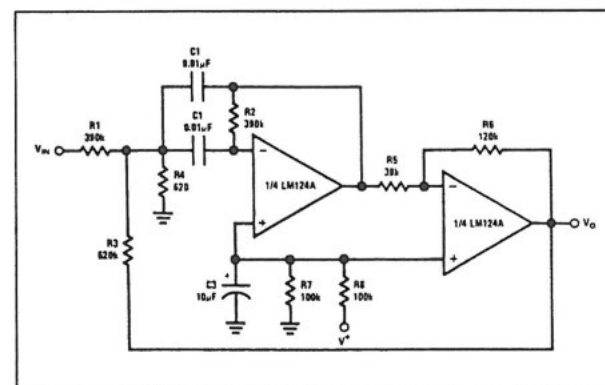 C1
0.01µF
C1
0.01µF
R1
390k
R2
390k
VIN
R4
620
R3
620k
1/4 LM124A
R5
39k
R6
120k
1/4 LM124A
VO
C3
10µF
R7
100k
R8
100k
V+